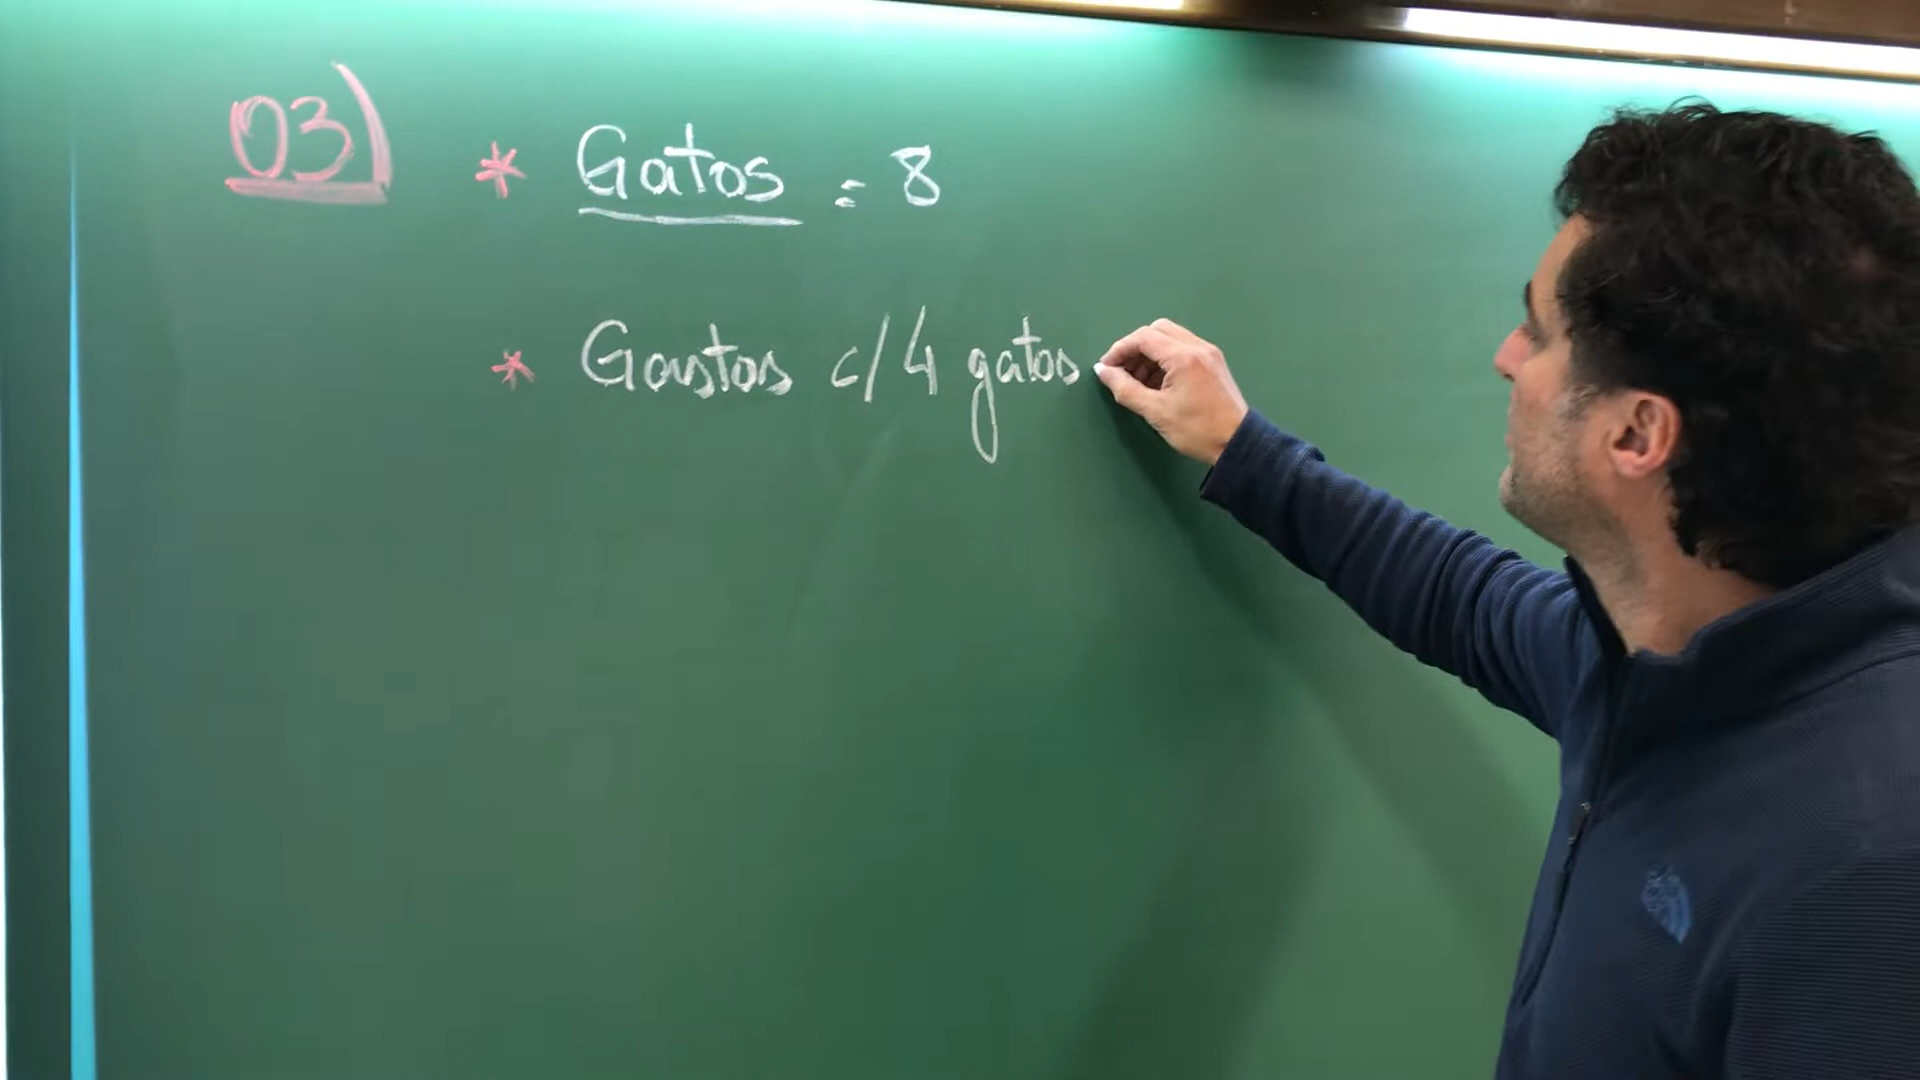 03) * Gatos = 8
* Gastos c/ 4 gatos